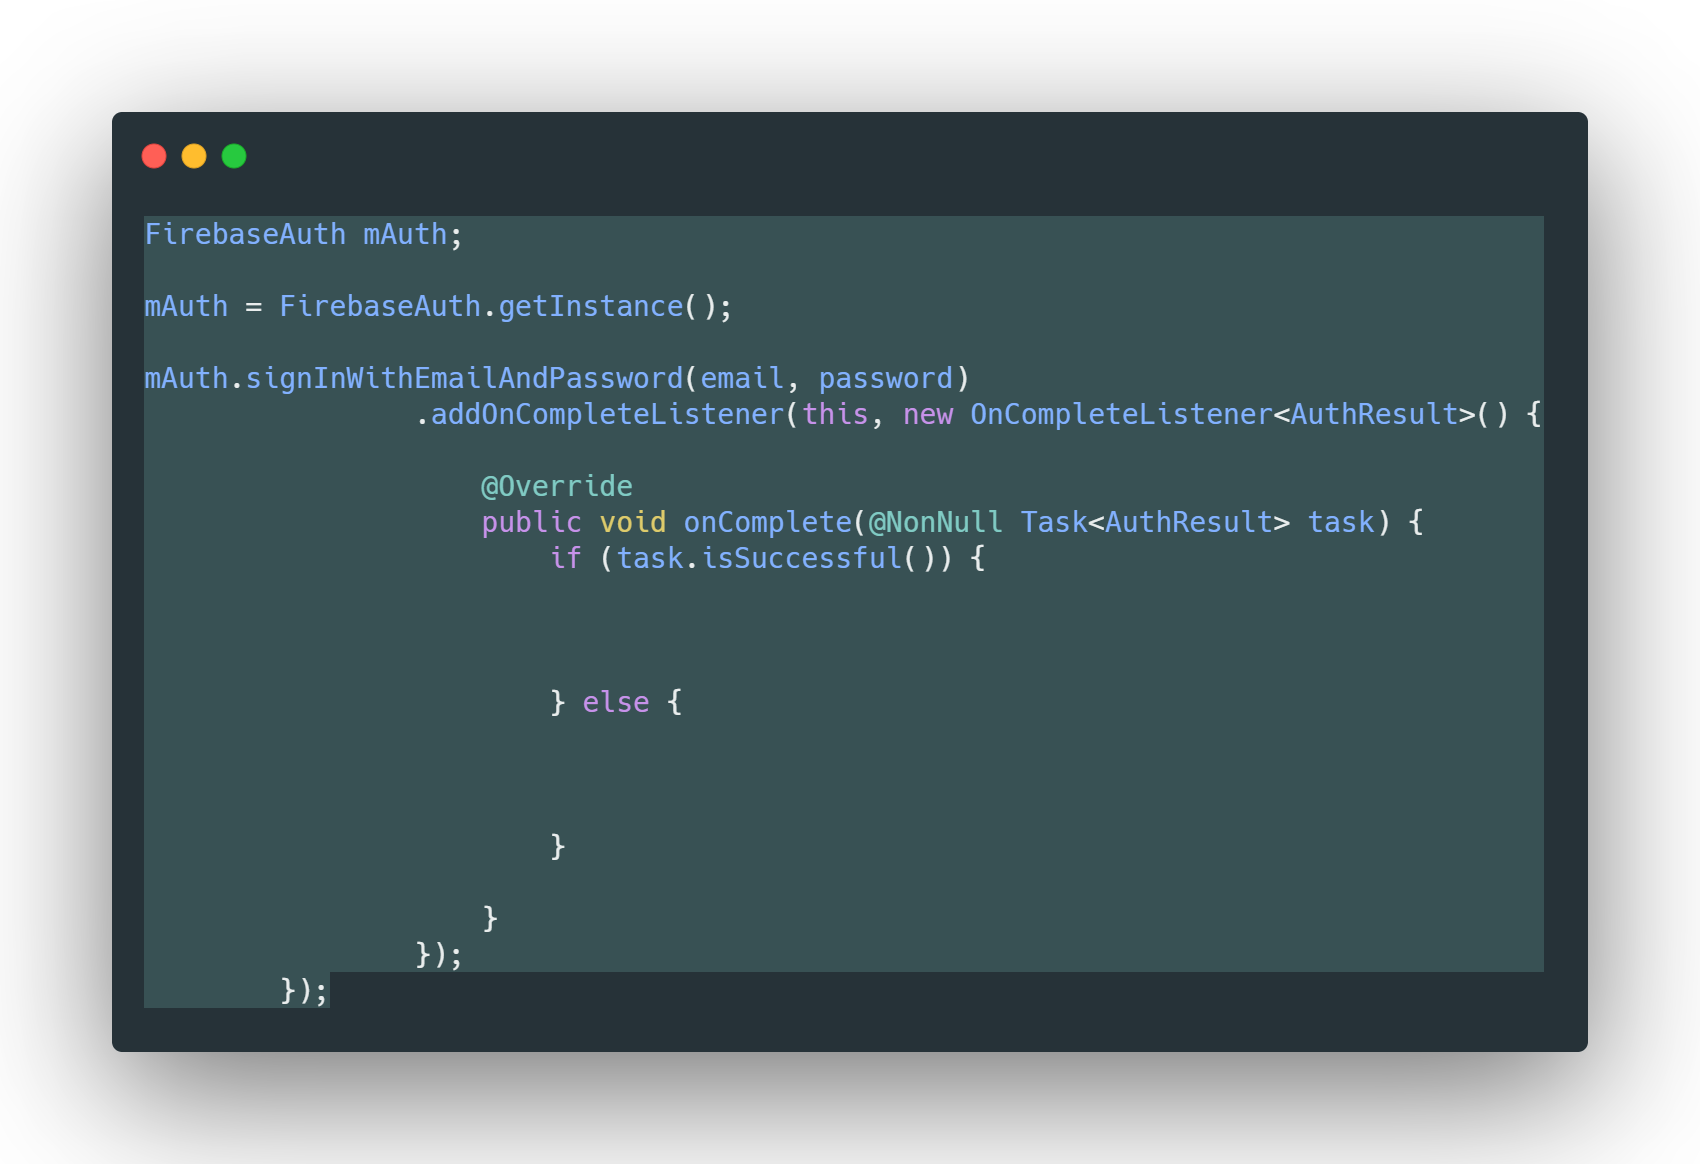 FirebaseAuth mAuth;
mAuth = FirebaseAuth.getInstance();
mAuth.signInWithEmailAndPassword(email, password)
.addOnCompleteListener(this, new OnCompleteListener<AuthResult>() {
@Override
public void onComplete(@NonNull Task<AuthResult> task) {
if (task.isSuccessful()) {
} else {
}
}
});
});